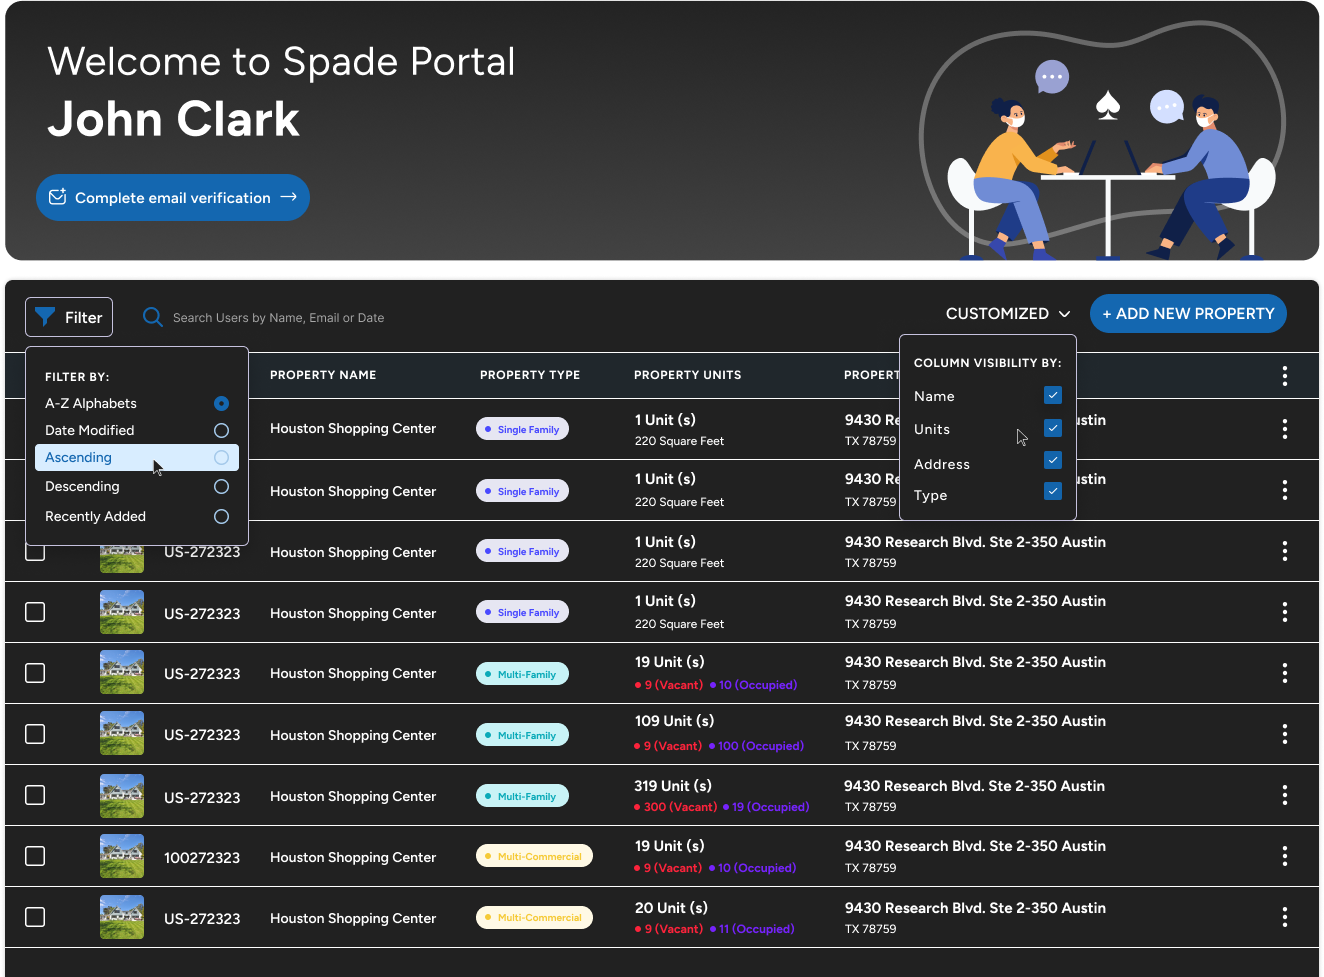 Welcome to Spade Portal
John Clark
Complete email verification
Filter
Search Users by Name, Email or Date
CUSTOMIZED
+ ADD NEW PROPERTY
FILTER BY:
A-Z Alphabets
Date Modified
Ascending
Descending
Recently Added
COLUMN VISIBILITY BY:
Name
Units
Address
Type
PROPERTY NAME PROPERTY TYPE PROPERTY UNITS PROPERT
Houston Shopping Center Single Family 1 Unit (s) 9430 Re ustin
220 Square Feet TX 78759
Houston Shopping Center Single Family 1 Unit (s) 9430 Re ustin
220 Square Feet TX 78759
US-272323 Houston Shopping Center Single Family 1 Unit (s) 9430 Research Blvd. Ste 2-350 Austin
220 Square Feet TX 78759
US-272323 Houston Shopping Center Single Family 1 Unit (s) 9430 Research Blvd. Ste 2-350 Austin
220 Square Feet TX 78759
US-272323 Houston Shopping Center Multi-Family 19 Unit (s) 9430 Research Blvd. Ste 2-350 Austin
9 (Vacant) 10 (Occupied) TX 78759
US-272323 Houston Shopping Center Multi-Family 109 Unit (s) 9430 Research Blvd. Ste 2-350 Austin
9 (Vacant) 100 (Occupied) TX 78759
US-272323 Houston Shopping Center Multi-Family 319 Unit (s) 9430 Research Blvd. Ste 2-350 Austin
300 (Vacant) 19 (Occupied) TX 78759
100272323 Houston Shopping Center Multi-Commercial 19 Unit (s) 9430 Research Blvd. Ste 2-350 Austin
9 (Vacant) 10 (Occupied) TX 78759
US-272323 Houston Shopping Center Multi-Commercial 20 Unit (s) 9430 Research Blvd. Ste 2-350 Austin
9 (Vacant) 11 (Occupied) TX 78759